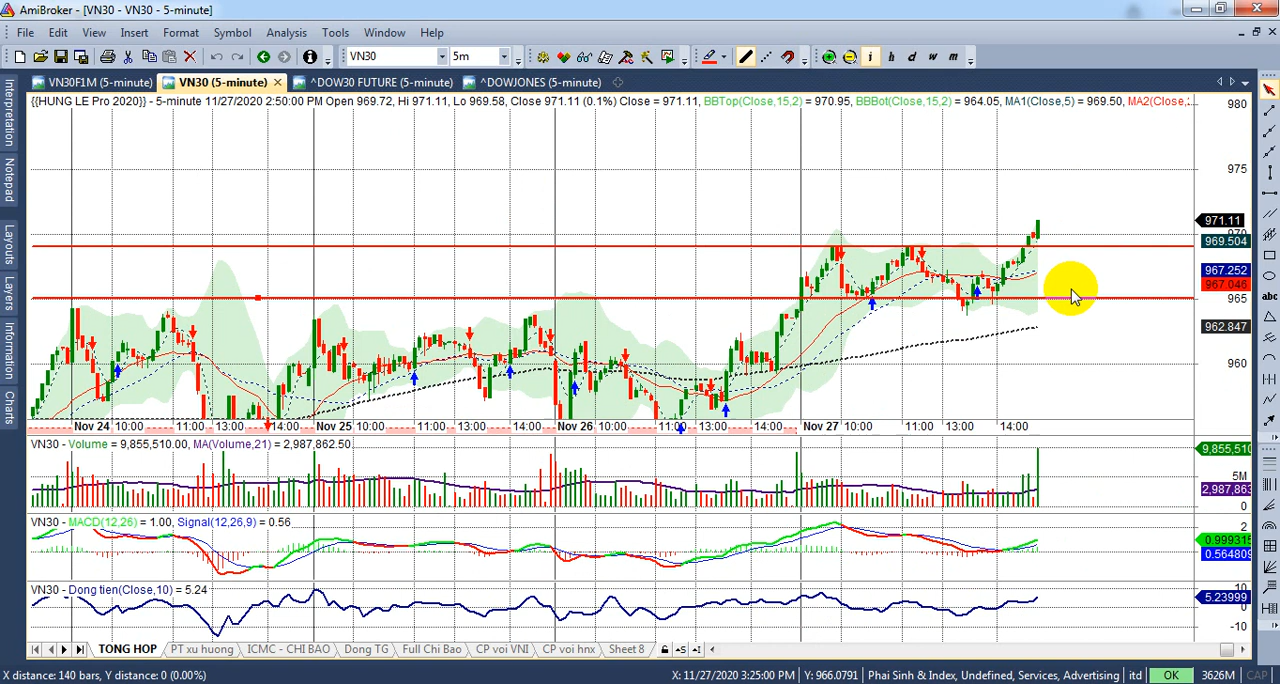 AmiBroker - [VN30 - VN30 - 5-minute]
File Edit View Insert Format Symbol Analysis Tools Window Help
VN30 5m i h d w m
VN30F1M (5-minute) VN30 (5-minute) ^DOW30 FUTURE (5-minute) ^DOWJONES (5-minute)
{{HUNG LE Pro 2020}} - 5-minute 11/27/2020 2:50:00 PM Open 969.72, Hi 971.11, Lo 969.58, Close 971.11 (0.1%) Close = 971.11, BBTop(Close,15,2) = 970.95, BBBot(Close,15,2) = 964.05, MA1(Close,5) = 969.50, MA2(Close,
Interpretation
Notepad
Layouts
Layers
Information
Charts
abc
980
975
971.11
970
969.504
967.252
967.046
965
962.847
960
Nov 24 10:00 11:00 13:00 14:00 Nov 25 10:00 11:00 13:00 14:00 Nov 26 10:00 11:00 13:00 14:00 Nov 27 10:00 11:00 13:00 14:00
VN30 - Volume = 9,855,510.00, MA(Volume,21) = 2,987,862.50
9,855,510
5M
2,987,863
0
VN30 - MACD(12,26) = 1.00, Signal(12,26,9) = 0.56
2
0.999315
0.564809
VN30 - Dong tien(Close,10) = 5.24
10
5.23999
0
-10
TONG HOP PT xu huong ICMC - CHI BAO Dong TG Full Chi Bao CP voi VNI CP voi hnx Sheet 8
X distance: 140 bars, Y distance: 0 (0.00%) X: 11/27/2020 3:25:00 PM Y: 966.0791 Phai Sinh & Index, Undefined, Services, Advertising itd OK 3626M CAP